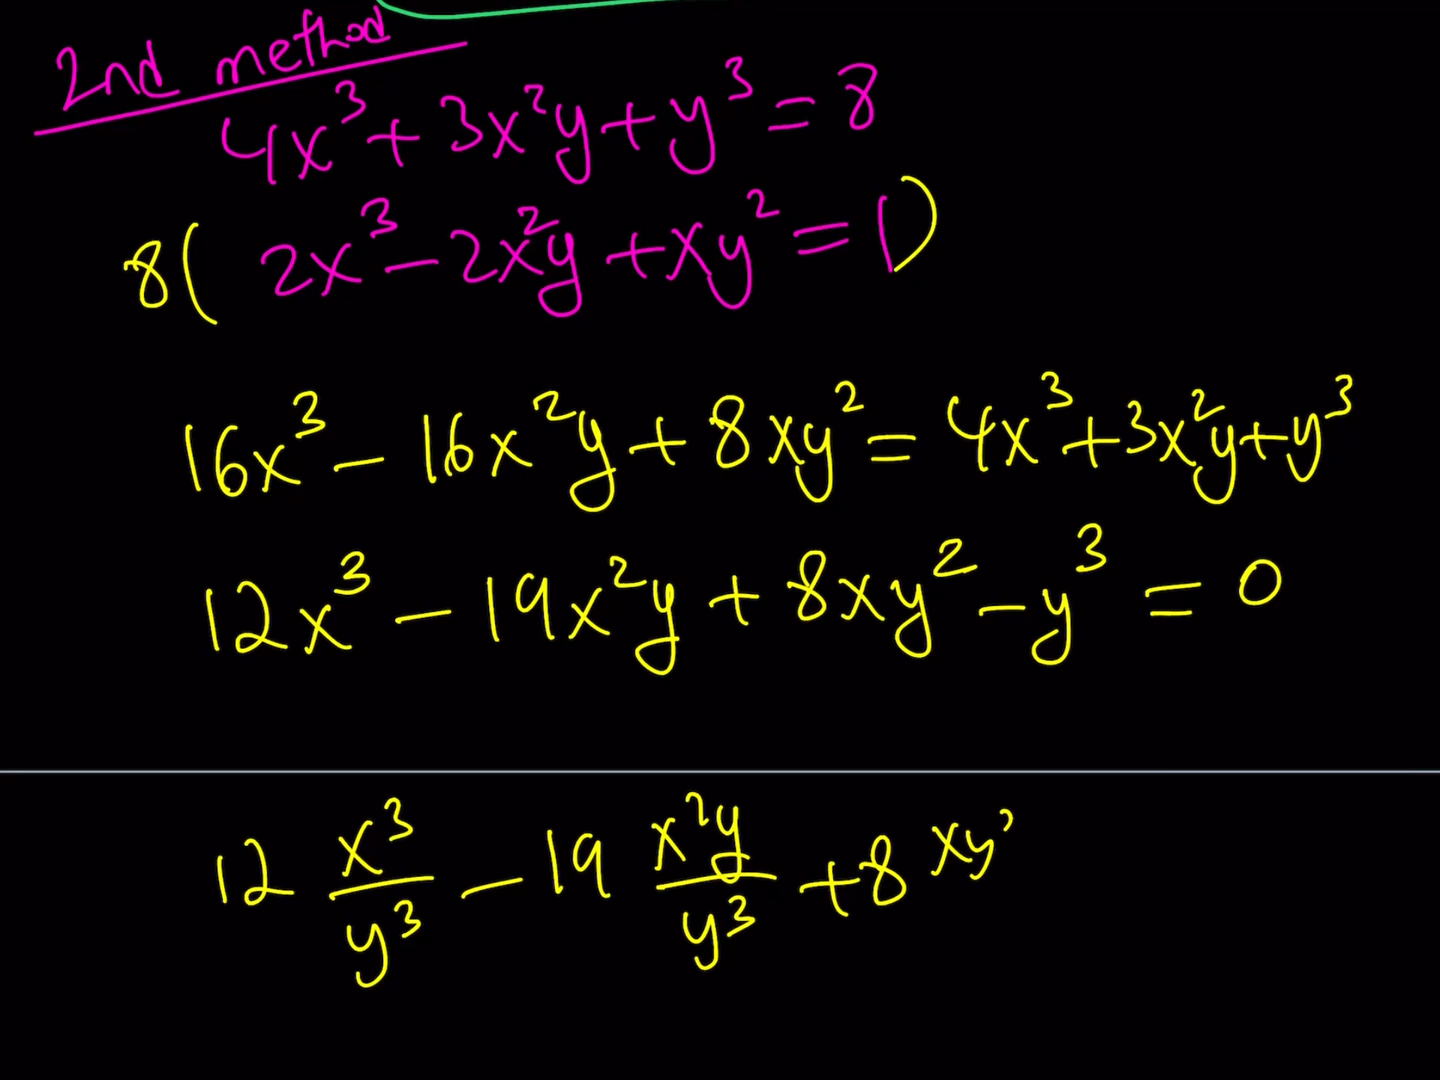 2nd method
4x³+3x²y+y³=8
8(2x³-2x²y+xy²=1)
16x³-16x²y+8xy²=4x³+3x²y+y³
12x³-19x²y+8xy²-y³=0
12 x³/y³ - 19 x²y/y³ +8 xy²